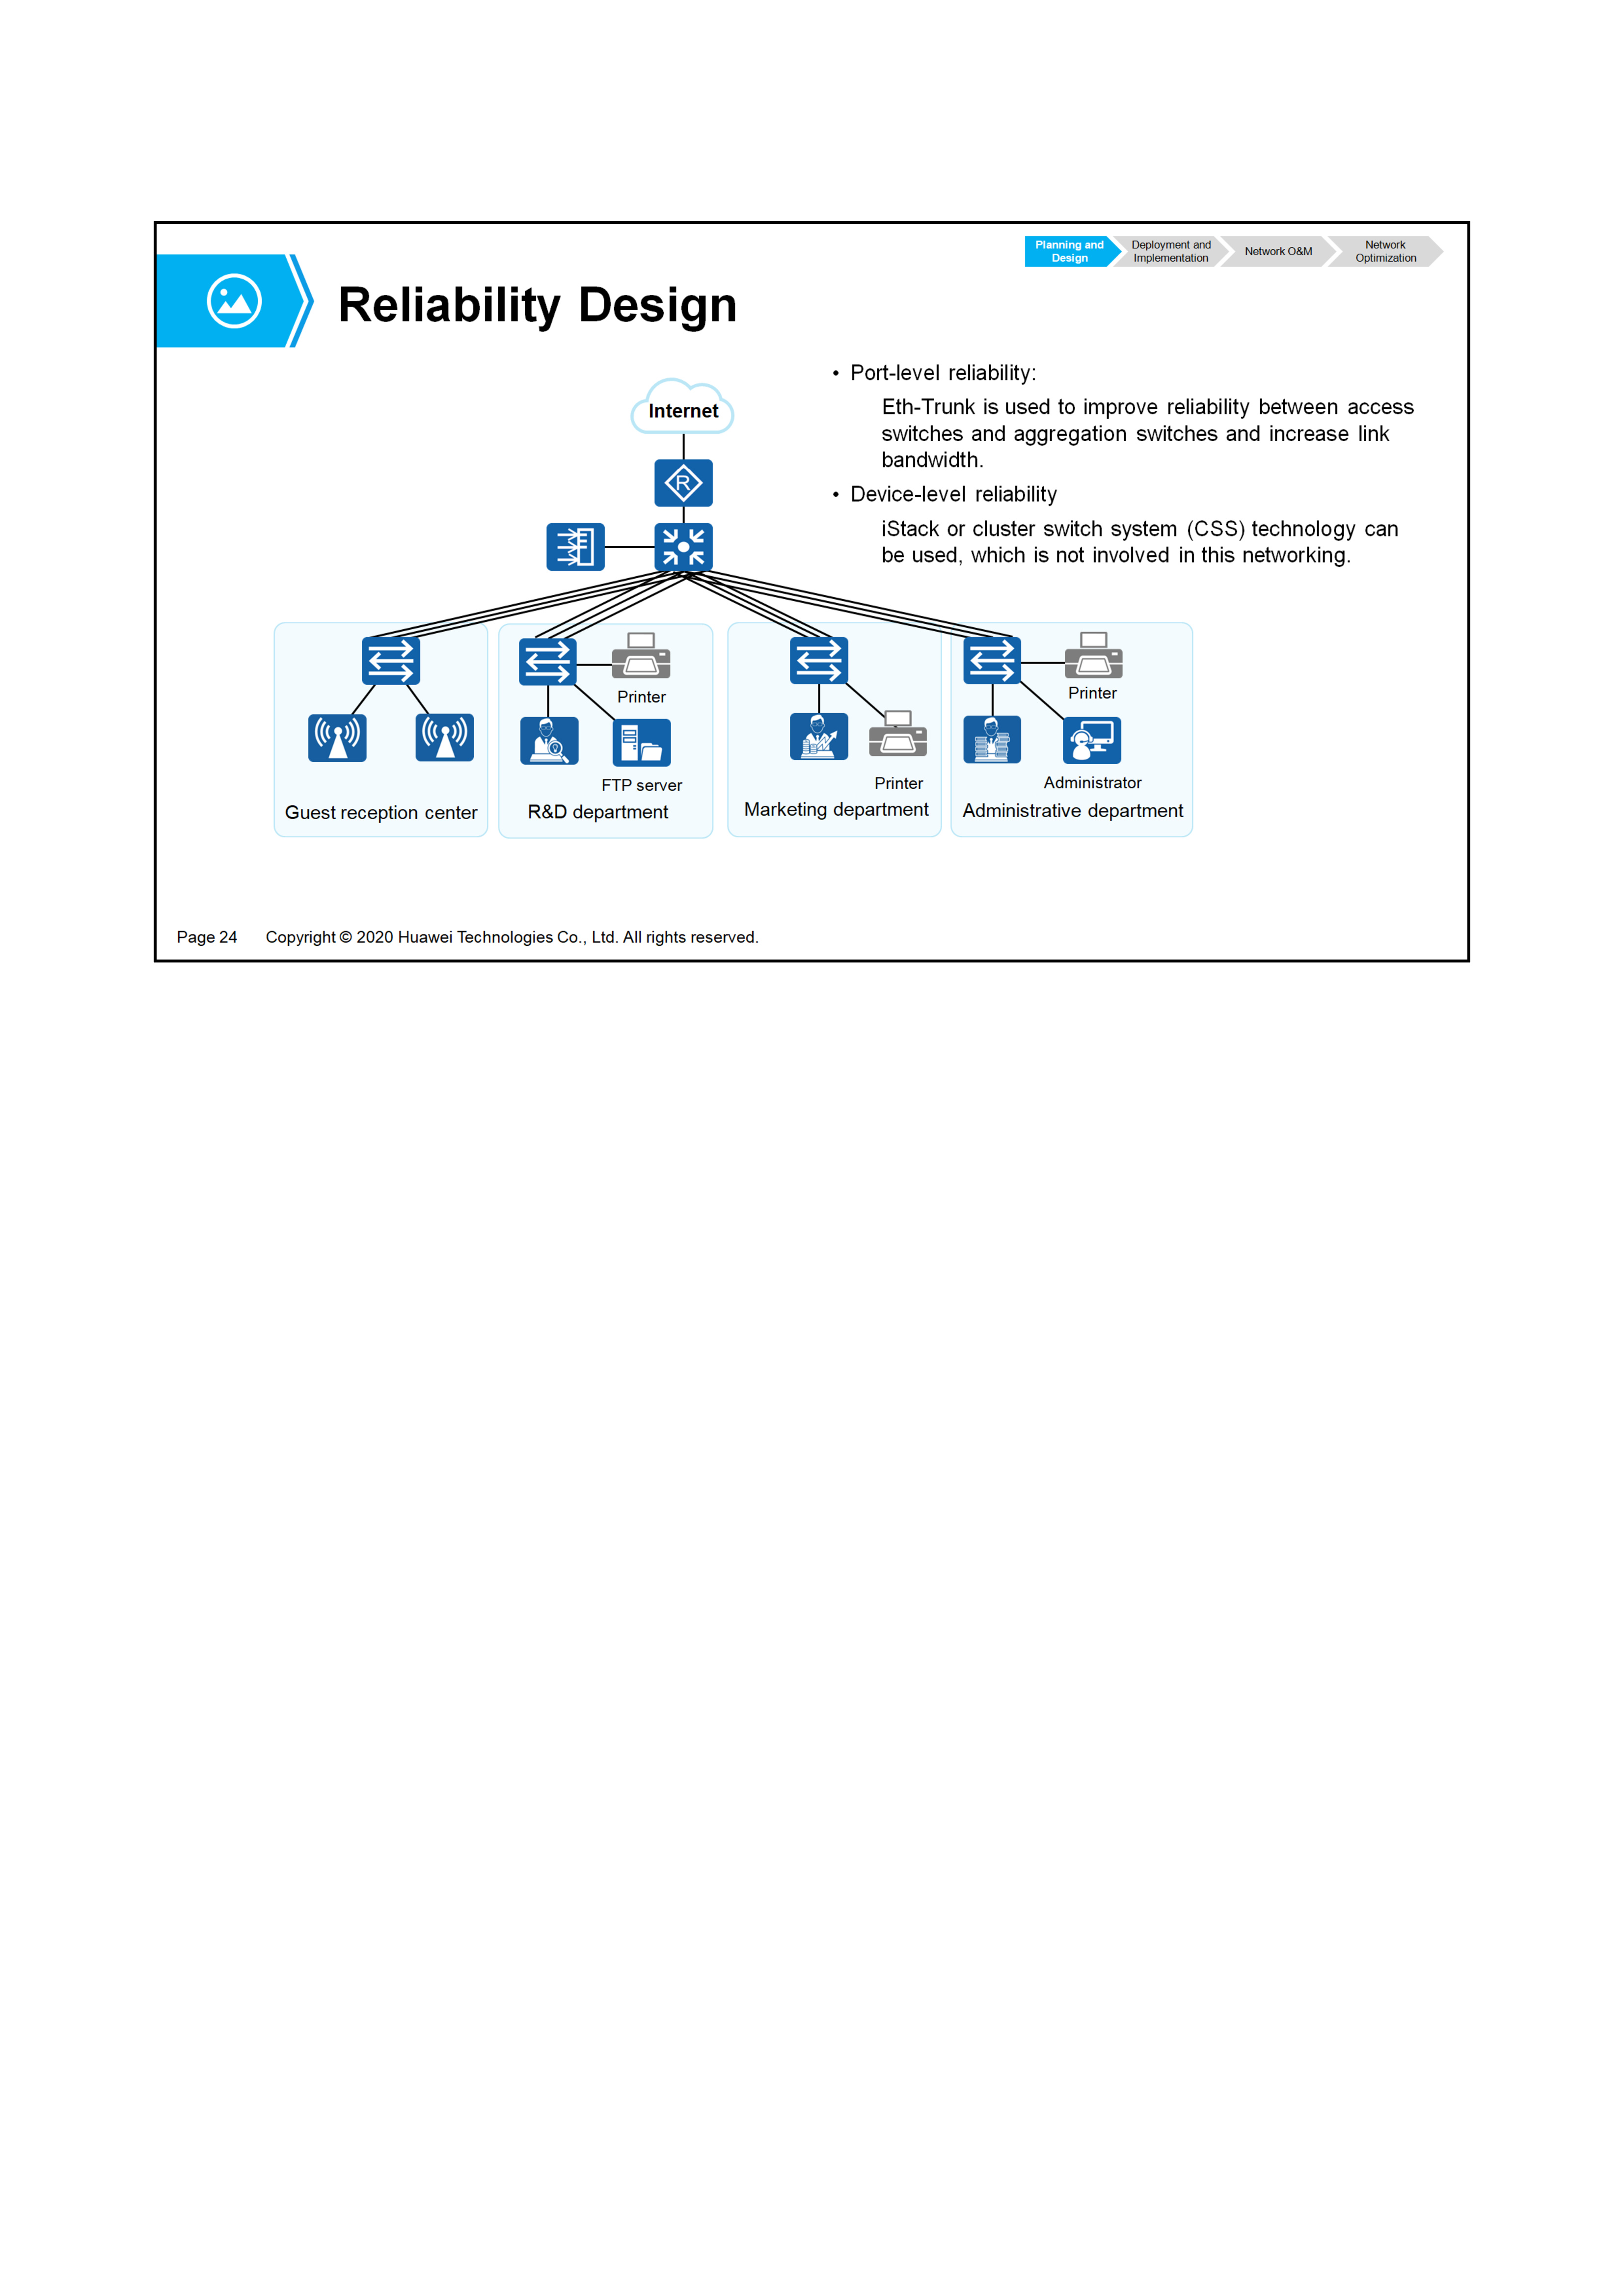 Planning and
Design
Deployment and
Implementation
Network O&M
Network
Optimization
Reliability Design
• Port-level reliability:
Eth-Trunk is used to improve reliability between access
switches and aggregation switches and increase link
bandwidth.
• Device-level reliability
iStack or cluster switch system (CSS) technology can
be used, which is not involved in this networking.
Internet
R
Printer
FTP server
Printer
Printer
Administrator
Guest reception center
R&D department
Marketing department
Administrative department
Page 24 Copyright © 2020 Huawei Technologies Co., Ltd. All rights reserved.